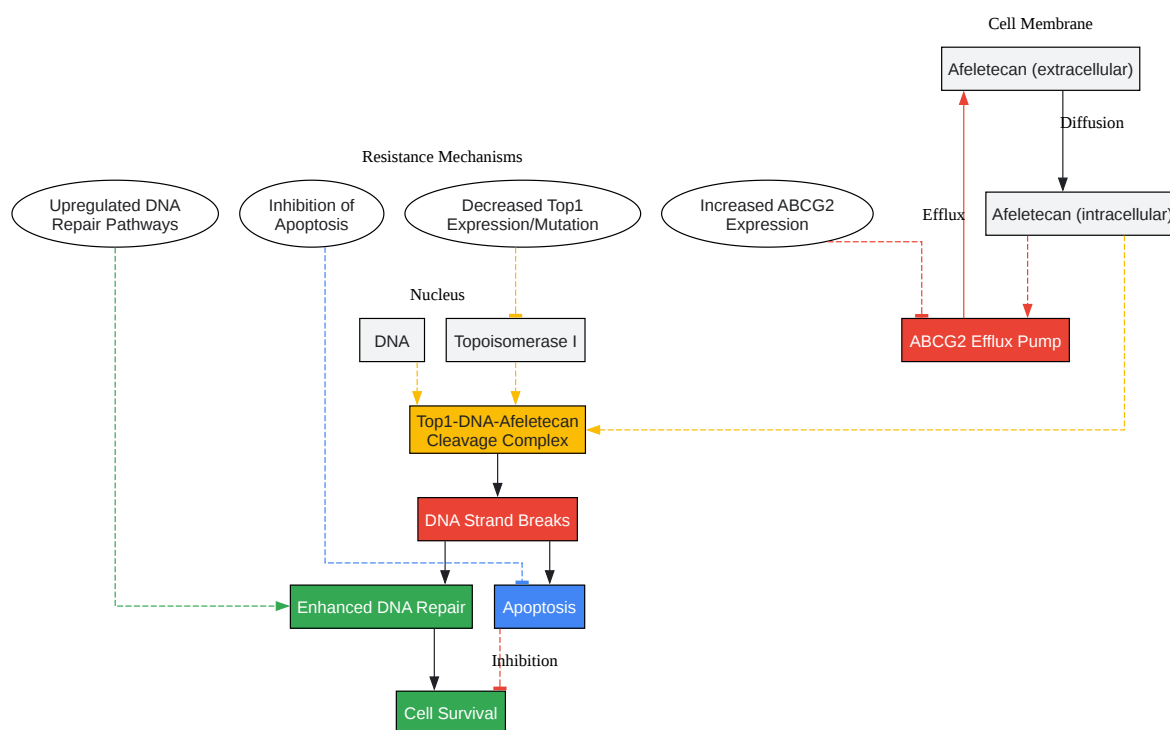 Cell Membrane
Afeletecan (extracellular)
Diffusion
Resistance Mechanisms
Upregulated DNA
Repair Pathways
Inhibition of
Apoptosis
Decreased Top1
Expression/Mutation
Increased ABCG2
Expression
Efflux
Afeletecan (intracellular)
Nucleus
DNA
Topoisomerase I
ABCG2 Efflux Pump
Top1-DNA-Afeletecan
Cleavage Complex
DNA Strand Breaks
Enhanced DNA Repair
Apoptosis
Inhibition
Cell Survival